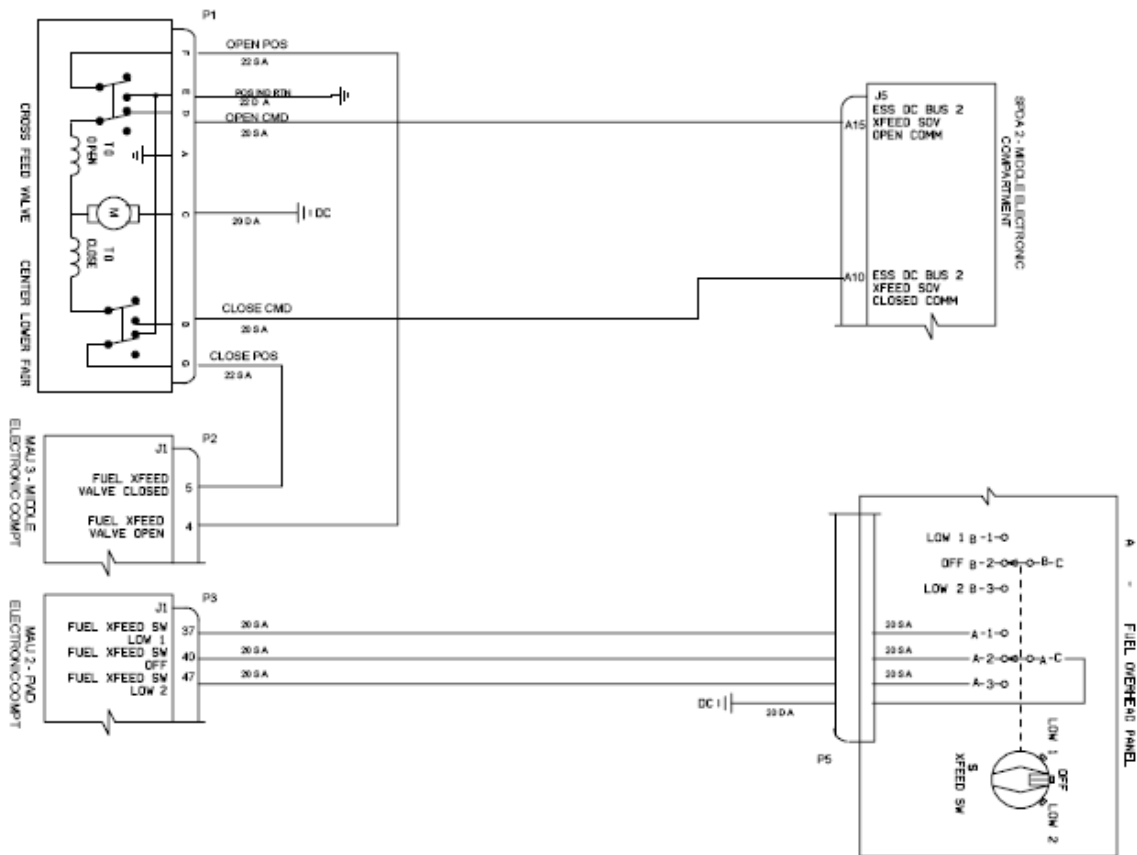 P1
OPEN POS
22 S A
F
POS IND RTN
22 D A
E
D
OPEN CMD
20 S A
A
C
20 D A
DC
TO
OPEN
M
TO
CLOSE
CLOSE CMD
20 S A
B
CLOSE POS
22 S A
G
CROSS FEED VALVE CENTER LOWER FAIR
J5
A15
ESS DC BUS 2
XFEED SOV
OPEN COMM
A10
ESS DC BUS 2
XFEED SOV
CLOSED COMM
SPDA 2 - MIDDLE ELECTRONIC
COMPARTMENT
P2
J1
FUEL XFEED
VALVE CLOSED
5
FUEL XFEED
VALVE OPEN
4
MAU 3 - MIDDLE
ELECTRONIC COMPT
P3
J1
FUEL XFEED SW
LOW 1
37
20 S A
20 S A
FUEL XFEED SW
OFF
40
20 S A
20 S A
FUEL XFEED SW
LOW 2
47
20 S A
20 S A
MAU 2 - FWD
ELECTRONIC COMPT
DC
20 D A
P5
LOW 1 B-1
OFF B-2
B-C
LOW 2 B-3
A-1
A-2
A-C
A-3
LOW 1
OFF
LOW 2
S
XFEED SW
A - FUEL OVERHEAD PANEL